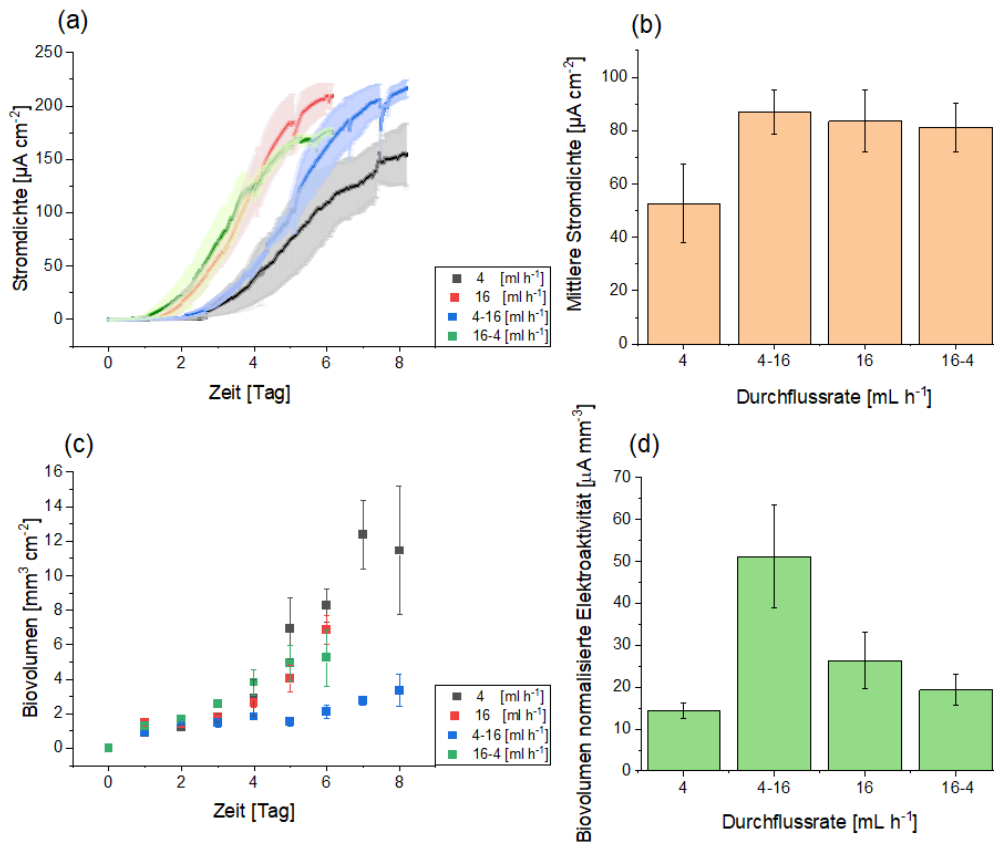 (a)
250
200
150
100
50
0
Stromdichte [µA cm⁻²]
0 2 4 6 8
Zeit [Tag]
4 [ml h⁻¹]
16 [ml h⁻¹]
4-16 [ml h⁻¹]
16-4 [ml h⁻¹]
(b)
100
80
60
40
20
0
Mittlere Stromdichte [µA cm⁻²]
4 4-16 16 16-4
Durchflussrate [mL h⁻¹]
(c)
16
14
12
10
8
6
4
2
0
Biovolumen [mm³ cm⁻²]
0 2 4 6 8
Zeit [Tag]
4 [ml h⁻¹]
16 [ml h⁻¹]
4-16 [ml h⁻¹]
16-4 [ml h⁻¹]
(d)
70
60
50
40
30
20
10
0
Biovolumen normalisierte Elektroaktivität [µA mm⁻³]
4 4-16 16 16-4
Durchflussrate [mL h⁻¹]